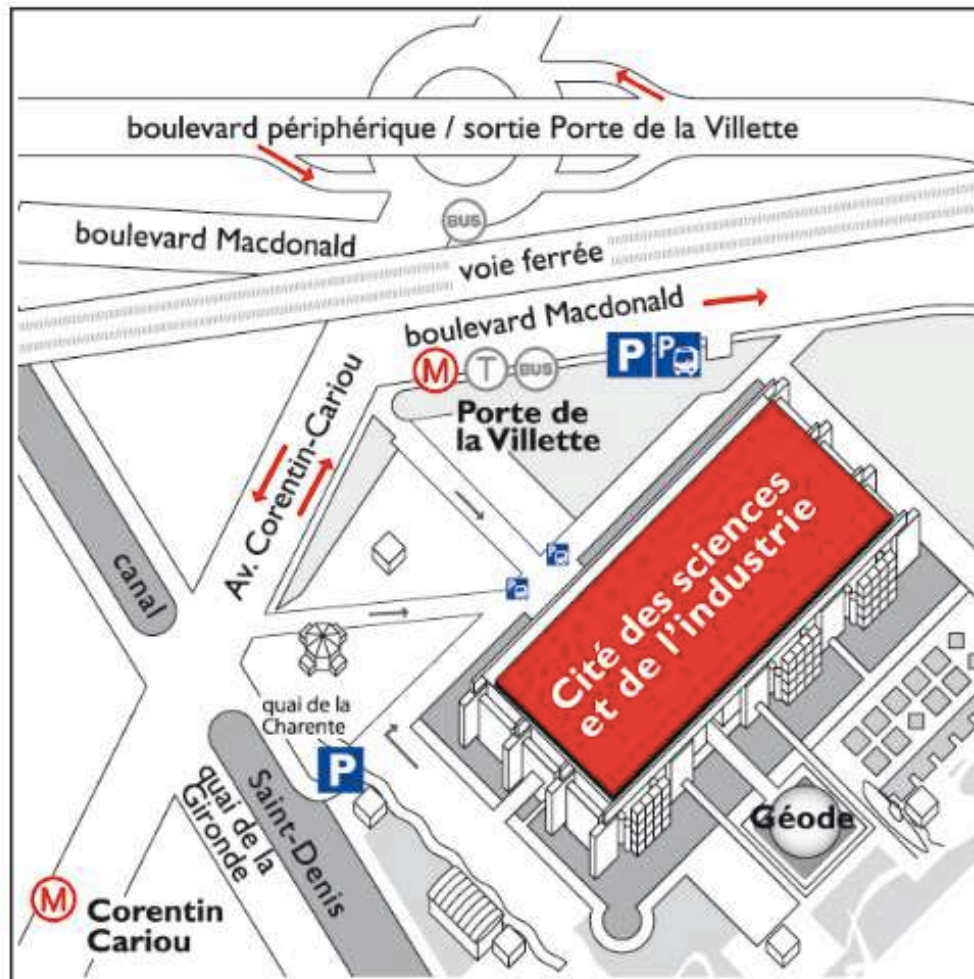 boulevard périphérique / sortie Porte de la Villette
BUS
boulevard Macdonald
voie ferrée
boulevard Macdonald
M
T
BUS
P
P
Porte de
la Villette
Av. Corentin-Cariou
canal
P
P
Cité des sciences
et de l'industrie
quai de la
Charente
P
Saint-Denis
quai de la
Gironde
Géode
M
Corentin
Cariou